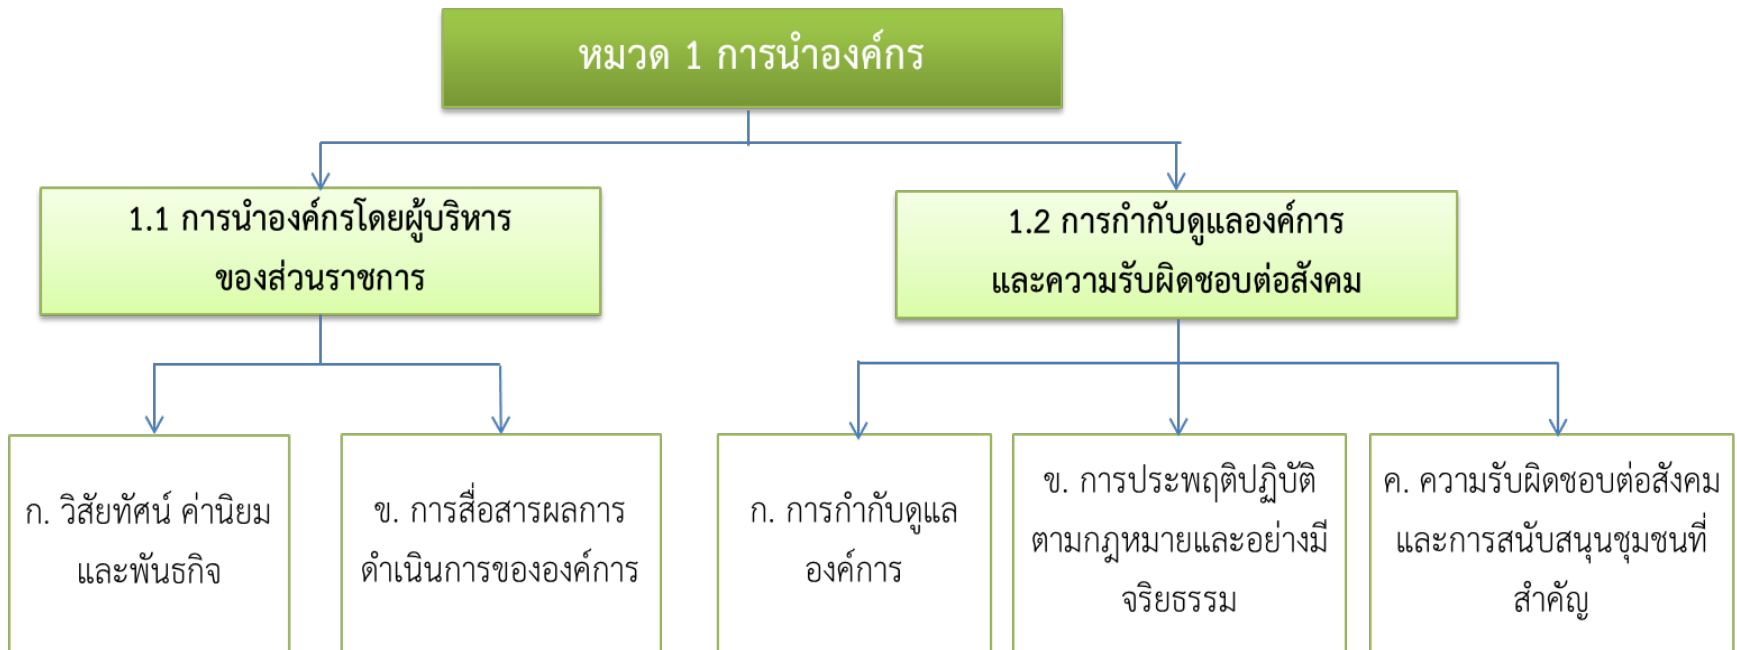 หมวด 1 การนำองค์กร
1.1 การนำองค์กรโดยผู้บริหาร
ของส่วนราชการ
1.2 การกำกับดูแลองค์การ
และความรับผิดชอบต่อสังคม
ก. วิสัยทัศน์ ค่านิยม
และพันธกิจ
ข. การสื่อสารผลการ
ดำเนินการขององค์การ
ก. การกำกับดูแล
องค์การ
ข. การประพฤติปฏิบัติ
ตามกฎหมายและอย่างมี
จริยธรรม
ค. ความรับผิดชอบต่อสังคม
และการสนับสนุนชุมชนที่
สำคัญ